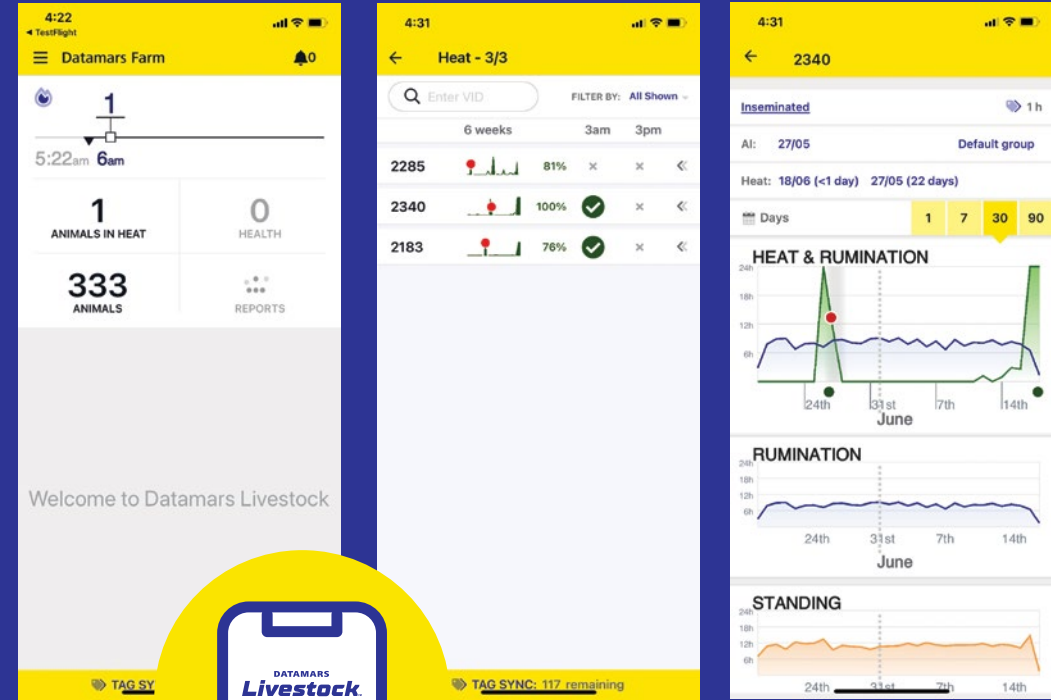 4:22
TestFlight
Datamars Farm
0
1
5:22am 6am
1
ANIMALS IN HEAT
0
HEALTH
333
ANIMALS
REPORTS
Welcome to Datamars Livestock
TAG SY
DATAMARS
Livestock.
4:31
Heat - 3/3
Enter VID
FILTER BY: All Shown
6 weeks 3am 3pm
2285 81%
2340 100%
2183 76%
TAG SYNC: 117 remaining
4:31
2340
Inseminated 1 h
AI: 27/05 Default group
Heat: 18/06 (<1 day) 27/05 (22 days)
Days 1 7 30 90
HEAT & RUMINATION
24h
18h
12h
6h
24th 31st 7th 14th
June
RUMINATION
24h
18h
12h
6h
24th 31st 7th 14th
June
STANDING
24h
18h
12h
6h
24th 31st 7th 14th